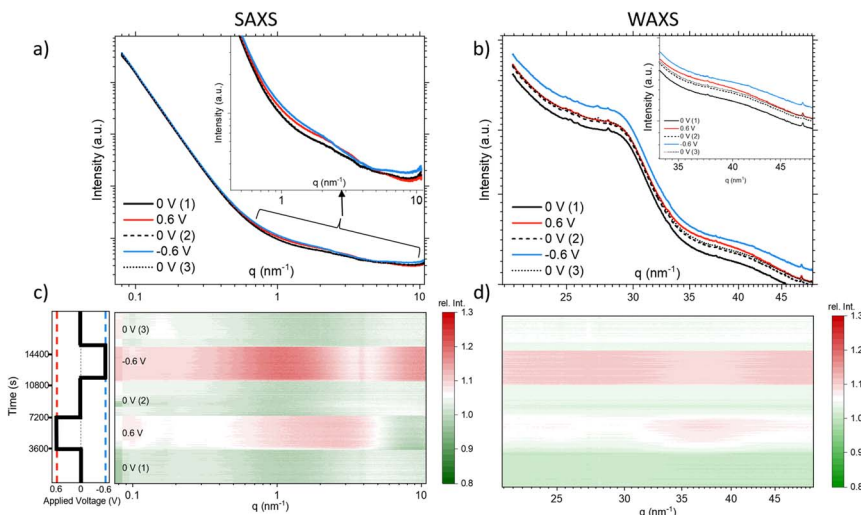 SAXS
WAXS
a)
b)
Intensity (a.u.)
Intensity (a.u.)
1
10
q (nm⁻¹)
0 V (1)
0.6 V
0 V (2)
-0.6 V
0 V (3)
0.1
1
10
q (nm⁻¹)
Intensity (a.u.)
Intensity (a.u.)
0 V (1)
0.6 V
0 V (2)
-0.6 V
0 V (3)
35
40
45
q (nm⁻¹)
0 V (1)
0.6 V
0 V (2)
-0.6 V
0 V (3)
25
30
35
40
45
q (nm⁻¹)
c)
d)
Time (s)
14400
10800
7200
3600
0.6
0
-0.6
Applied Voltage (V)
0 V (3)
-0.6 V
0 V (2)
0.6 V
0 V (1)
0.1
1
10
q (nm⁻¹)
rel. Int.
1.3
1.2
1.1
1.0
0.9
0.8
25
30
35
40
45
q (nm⁻¹)
rel. Int.
1.3
1.2
1.1
1.0
0.9
0.8